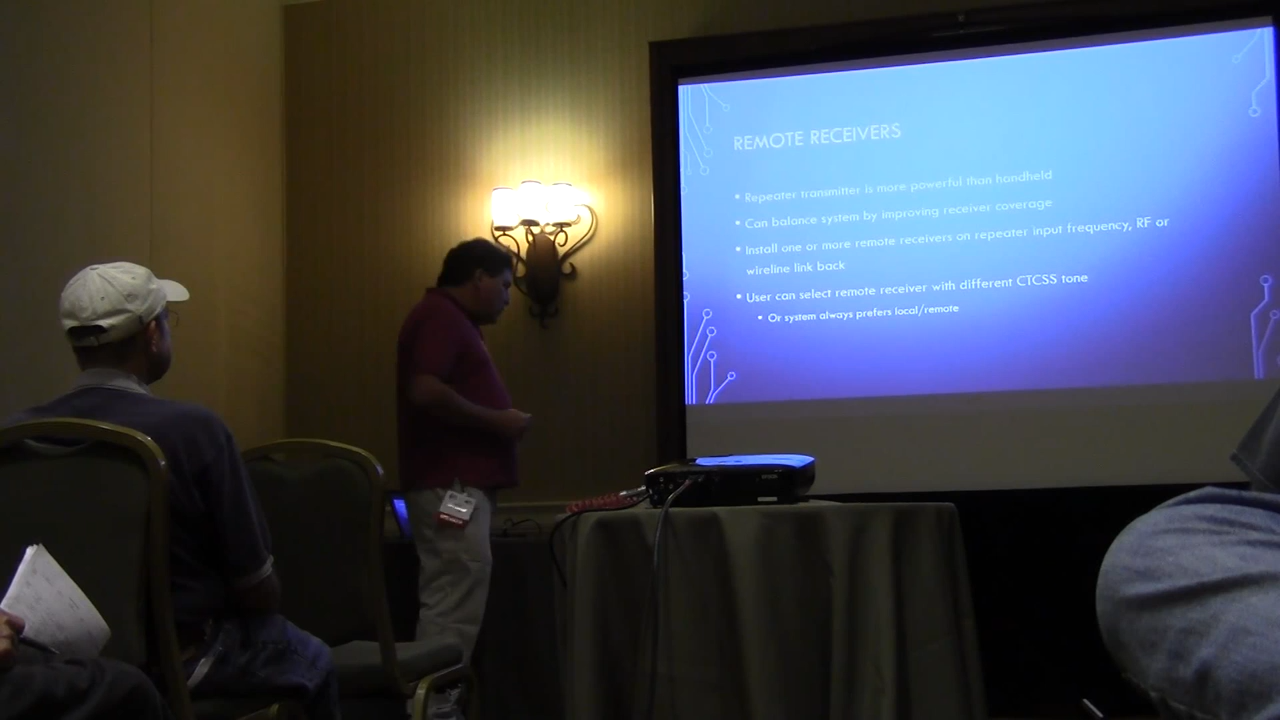 REMOTE RECEIVERS
• Repeater transmitter is more powerful than handheld
• Can balance system by improving receiver coverage
• Install one or more remote receivers on repeater input frequency, RF or
wireline link back
• User can select remote receiver with different CTCSS tone
• Or system always prefers local/remote
EPSON